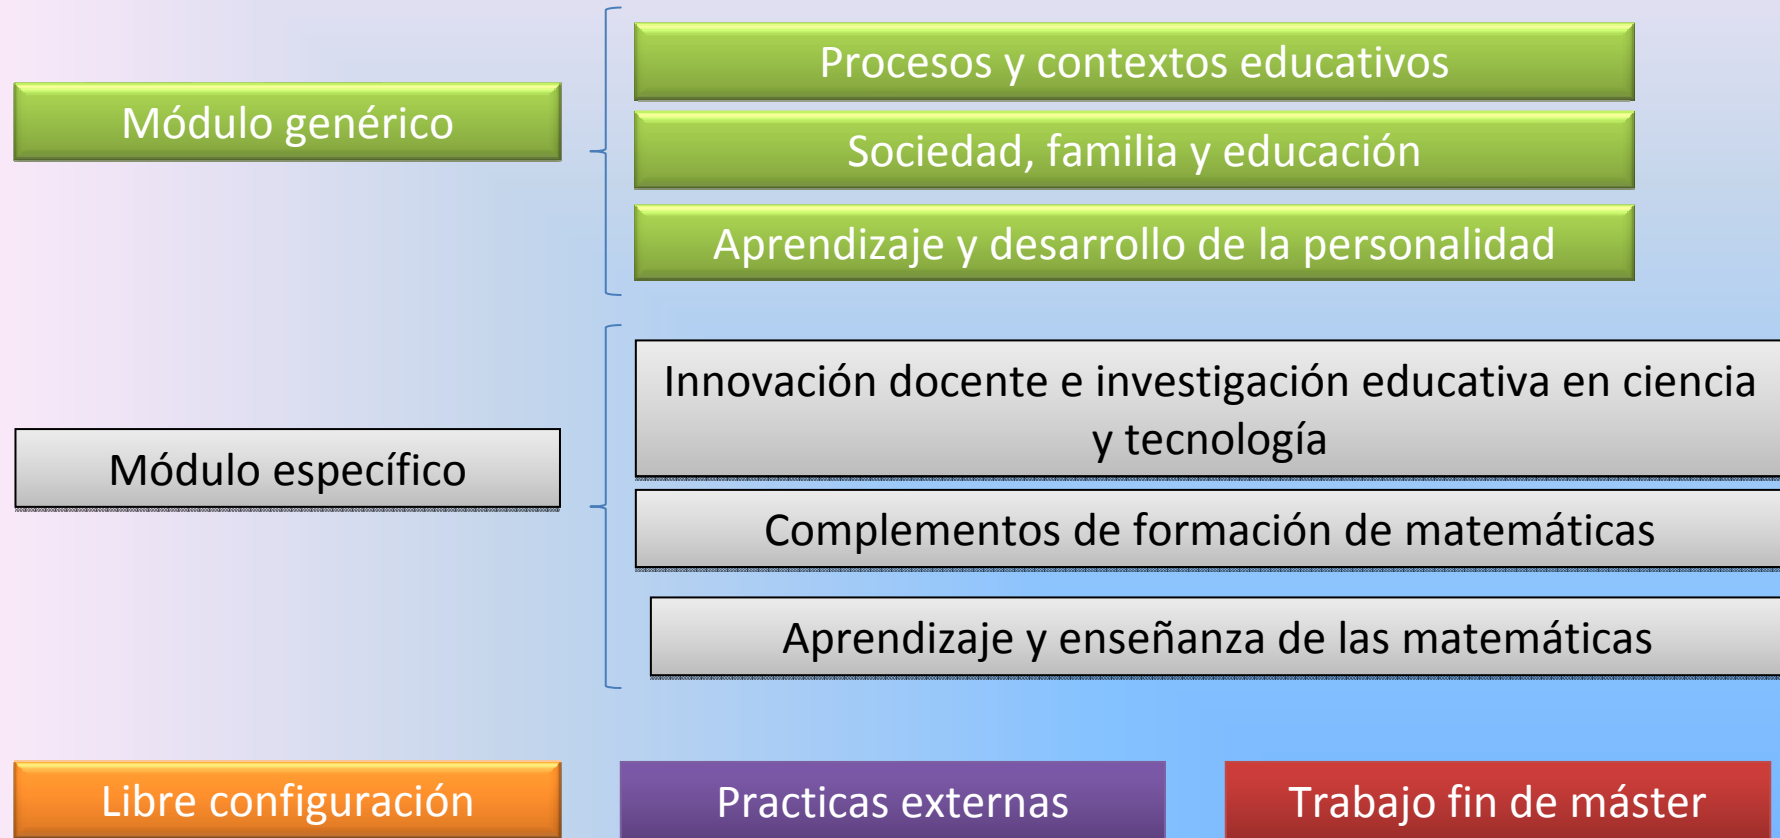 Módulo genérico
Procesos y contextos educativos
Sociedad, familia y educación
Aprendizaje y desarrollo de la personalidad
Módulo específico
Innovación docente e investigación educativa en ciencia
y tecnología
Complementos de formación de matemáticas
Aprendizaje y enseñanza de las matemáticas
Libre configuración
Practicas externas
Trabajo fin de máster